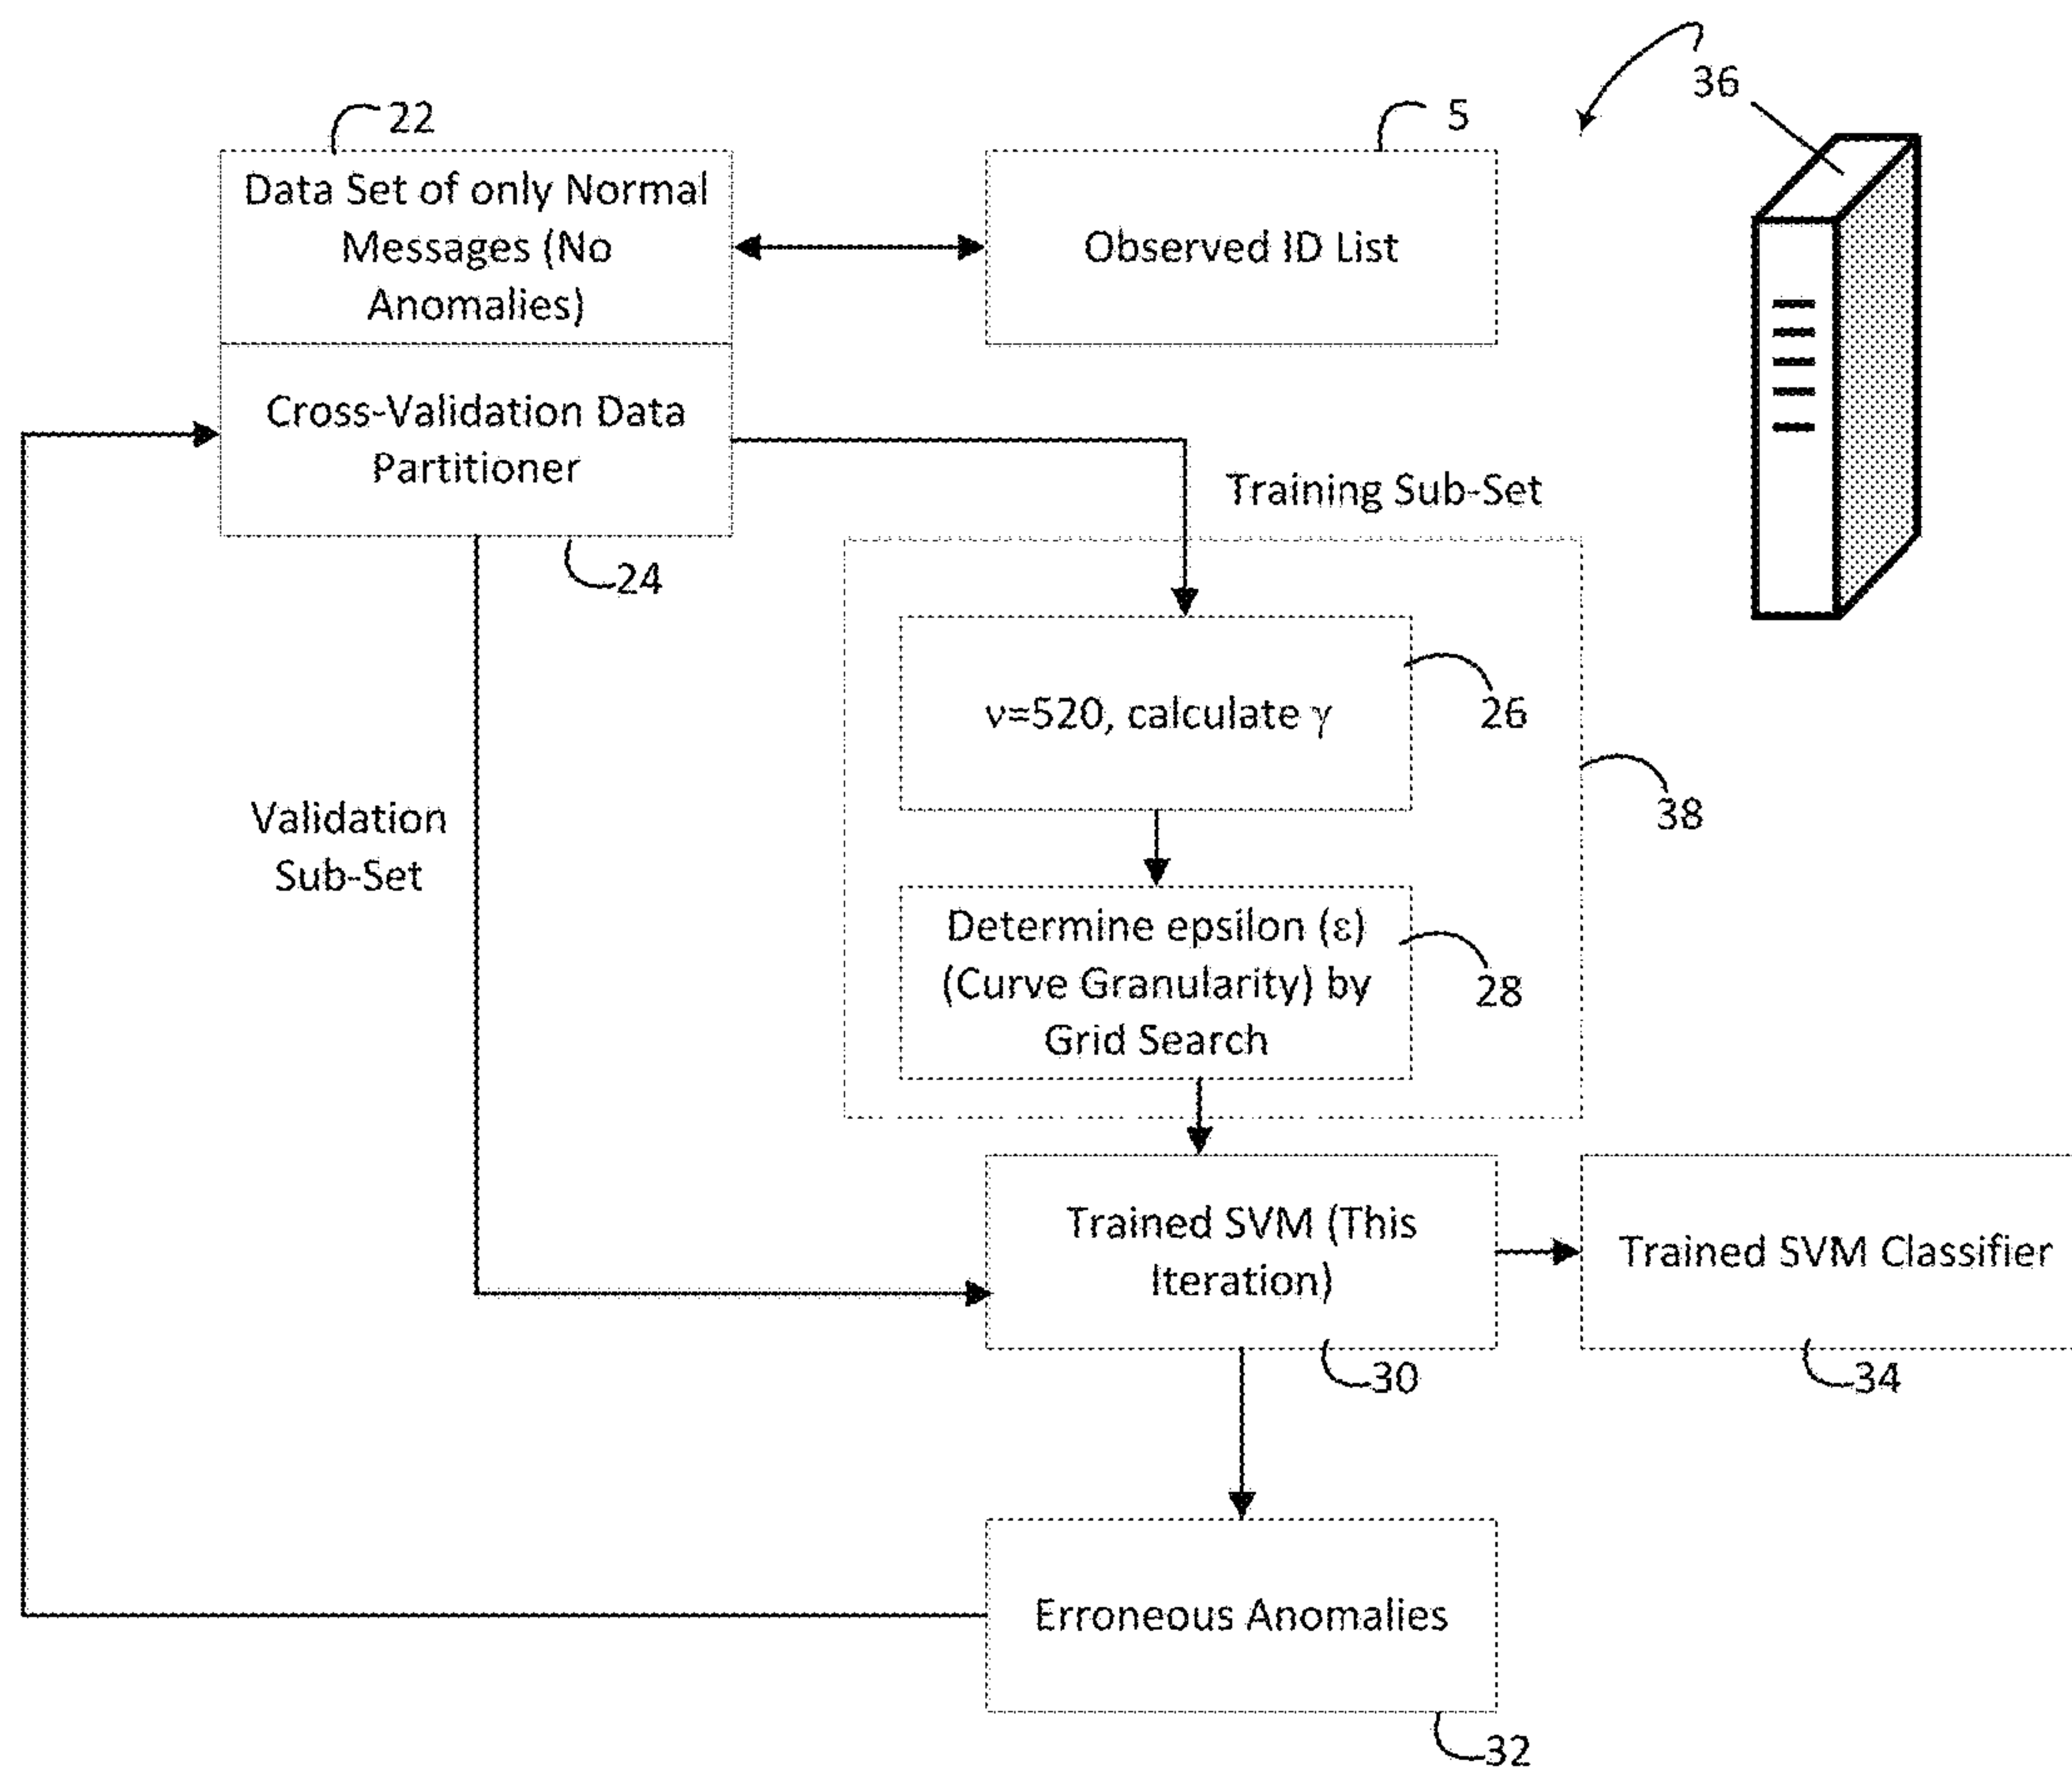 36
22
5
Data Set of only Normal
Messages (No
Anomalies)
Observed ID List
Cross-Validation Data
Partitioner
24
Training Sub-Set
ν=520, calculate γ
26
38
Validation
Sub-Set
Determine epsilon (ε)
(Curve Granularity) by
Grid Search
28
Trained SVM (This
Iteration)
30
Trained SVM Classifier
34
Erroneous Anomalies
32